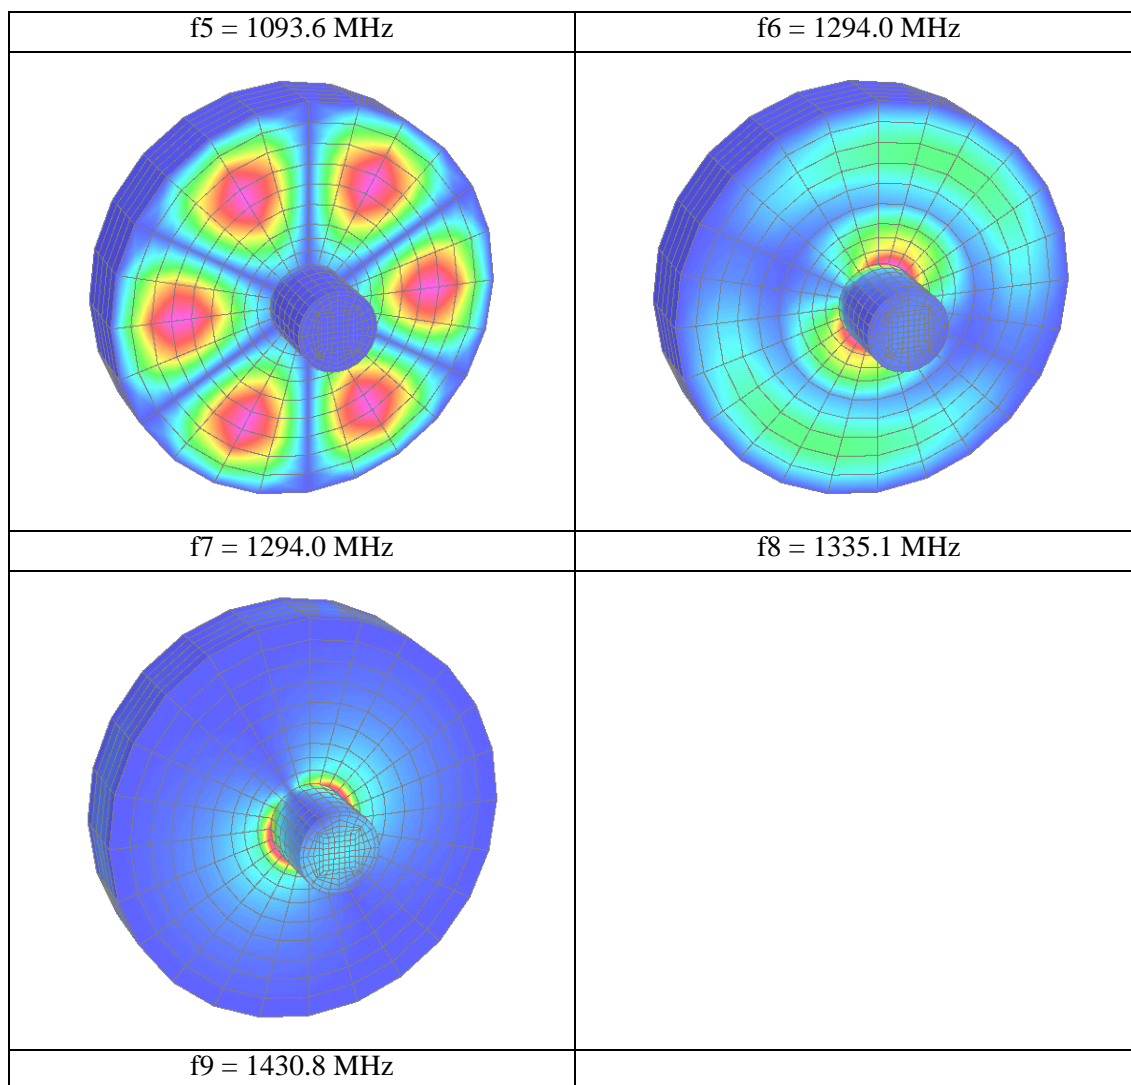 f5 = 1093.6 MHz
f6 = 1294.0 MHz
f7 = 1294.0 MHz
f8 = 1335.1 MHz
f9 = 1430.8 MHz